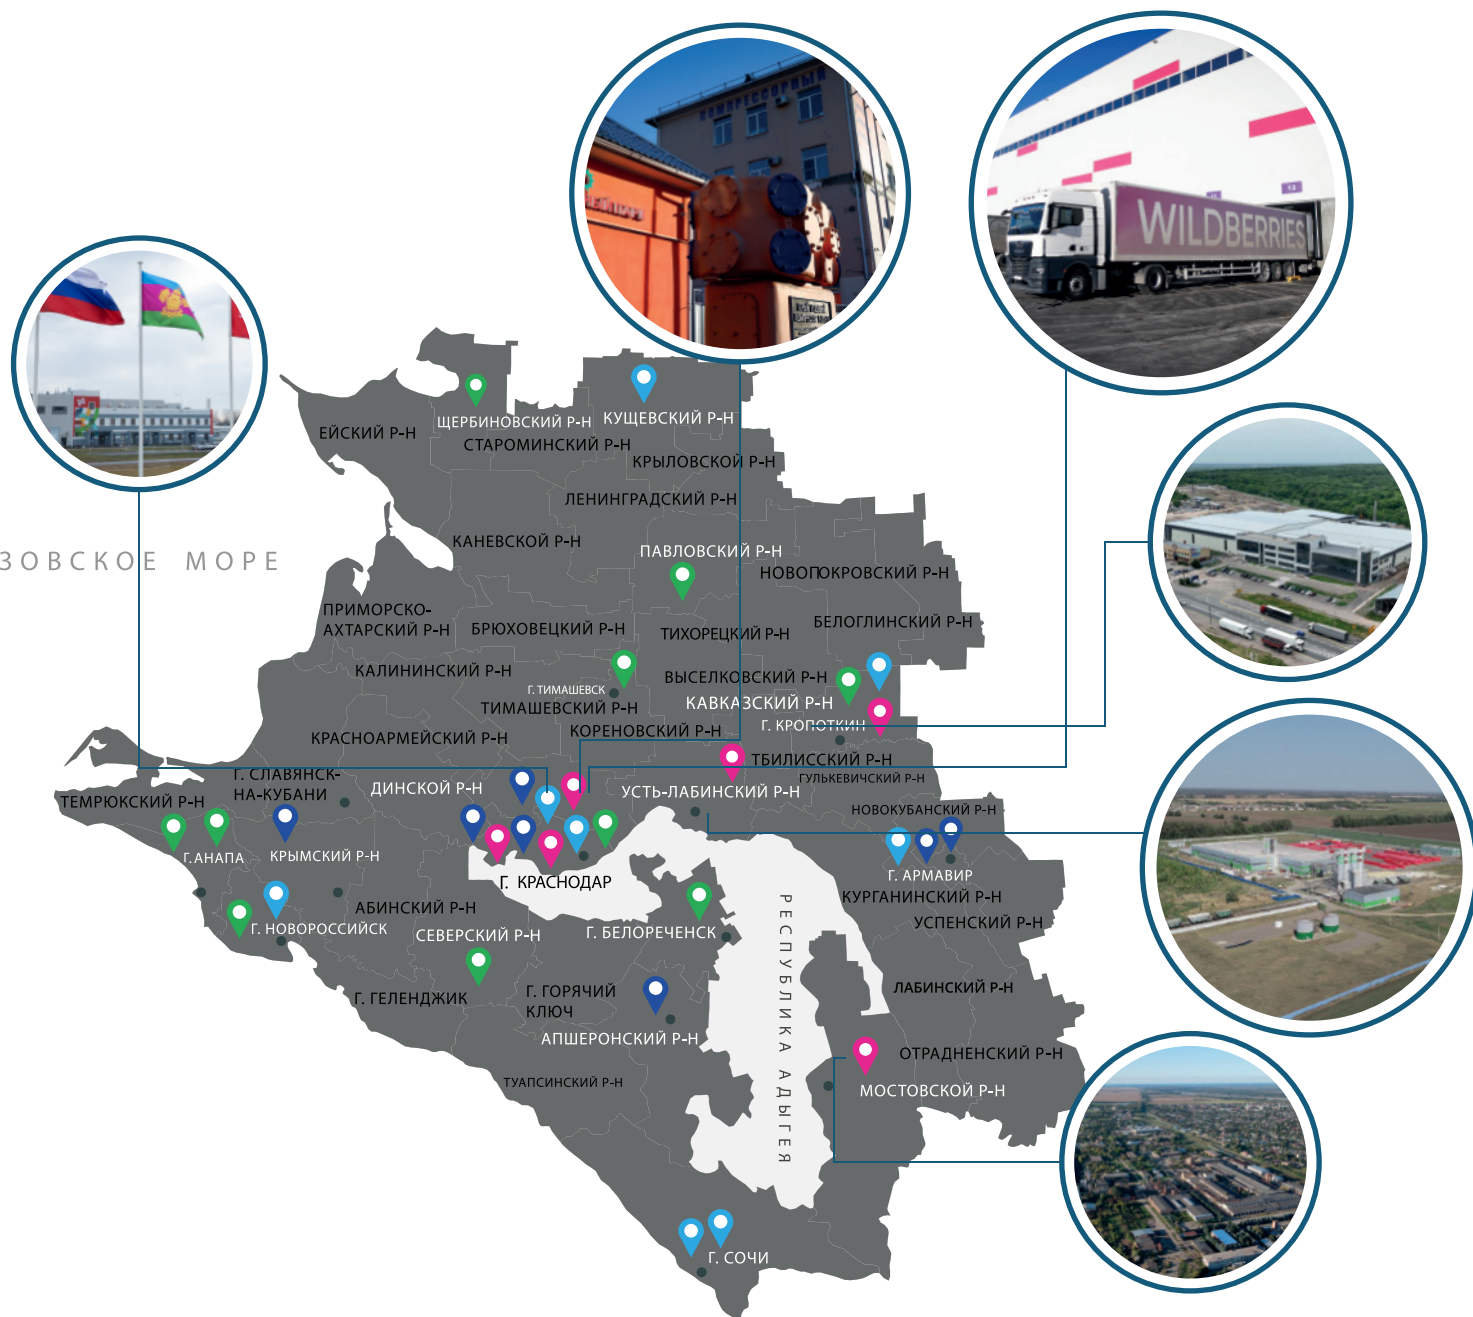 КОМПРЕССОРНЫЙ
WILDBERRIES
ЩЕРБИНОВСКИЙ Р-Н
КУЩЕВСКИЙ Р-Н
ЕЙСКИЙ Р-Н
СТАРОМИНСКИЙ Р-Н
КРЫЛОВСКОЙ Р-Н
ЛЕНИНГРАДСКИЙ Р-Н
КАНЕВСКОЙ Р-Н
ПАВЛОВСКИЙ Р-Н
ЗОВСКОЕ МОРЕ
НОВОПОКРОВСКИЙ Р-Н
ПРИМОРСКО-
АХТАРСКИЙ Р-Н
БРЮХОВЕЦКИЙ Р-Н
ТИХОРЕЦКИЙ Р-Н
БЕЛОГЛИНСКИЙ Р-Н
КАЛИНИНСКИЙ Р-Н
ВЫСЕЛКОВСКИЙ Р-Н
Г. ТИМАШЕВСК
ТИМАШЕВСКИЙ Р-Н
КАВКАЗСКИЙ Р-Н
КОРЕНОВСКИЙ Р-Н
Г. КРОПОТКИН
КРАСНОАРМЕЙСКИЙ Р-Н
ТБИЛИССКИЙ Р-Н
ГУЛЬКЕВИЧСКИЙ Р-Н
Г. СЛАВЯНСК-
НА-КУБАНИ
ДИНСКОЙ Р-Н
УСТЬ-ЛАБИНСКИЙ Р-Н
ТЕМРЮКСКИЙ Р-Н
НОВОКУБАНСКИЙ Р-Н
Г. АНАПА
КРЫМСКИЙ Р-Н
Г. КРАСНОДАР
Г. АРМАВИР
КУРГАНИНСКИЙ Р-Н
АБИНСКИЙ Р-Н
УСПЕНСКИЙ Р-Н
Г. НОВОРОССИЙСК
СЕВЕРСКИЙ Р-Н
Г. БЕЛОРЕЧЕНСК
РЕСПУБЛИКА АДЫГЕЯ
Г. ГЕЛЕНДЖИК
Г. ГОРЯЧИЙ
КЛЮЧ
ЛАБИНСКИЙ Р-Н
АПШЕРОНСКИЙ Р-Н
ОТРАДНЕНСКИЙ Р-Н
ТУАПСИНСКИЙ Р-Н
МОСТОВСКОЙ Р-Н
Г. СОЧИ